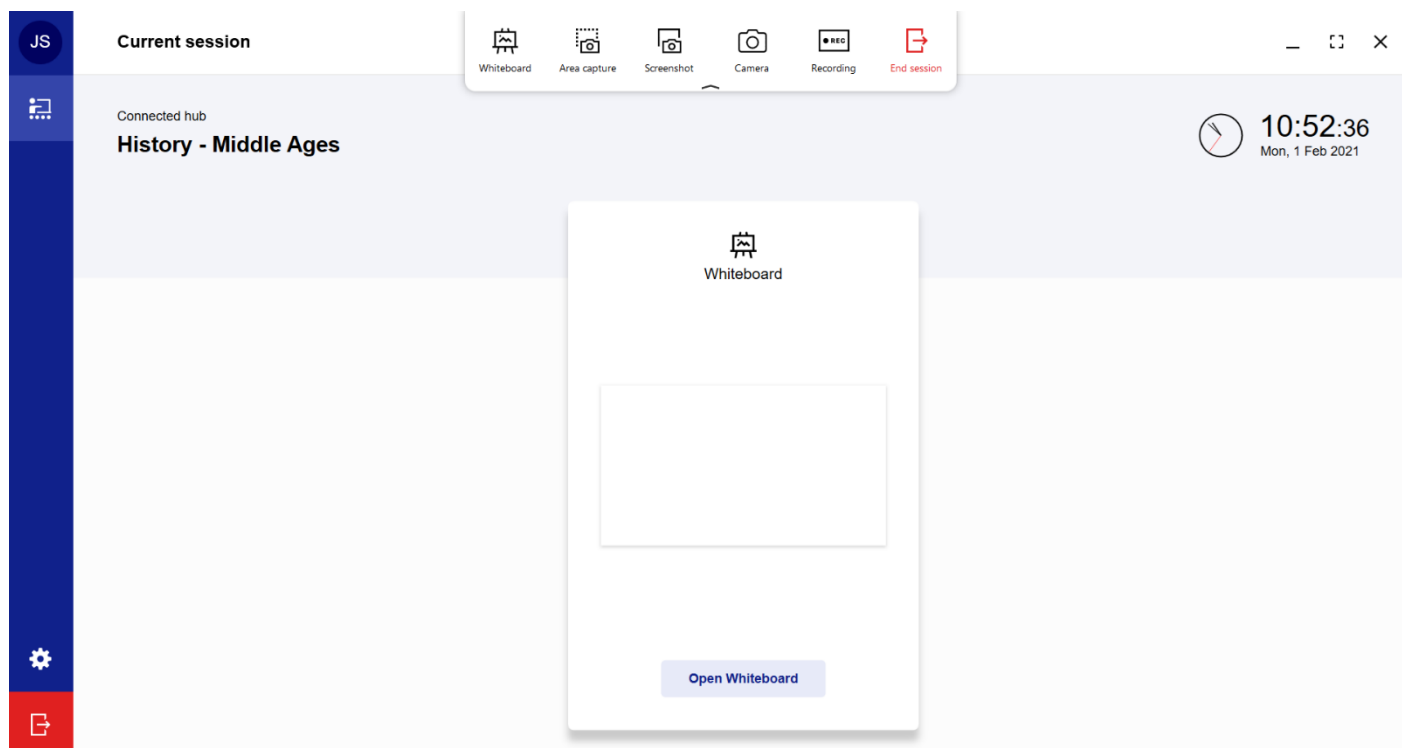 JS
Current session
Whiteboard
Area capture
Screenshot
Camera
REC
Recording
End session
Connected hub
History - Middle Ages
10:52:36
Mon, 1 Feb 2021
Whiteboard
Open Whiteboard